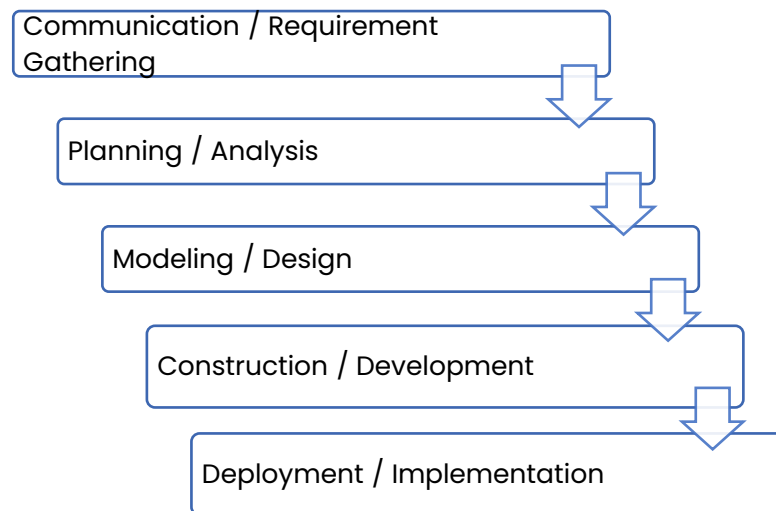 Communication / Requirement
Gathering
Planning / Analysis
Modeling / Design
Construction / Development
Deployment / Implementation